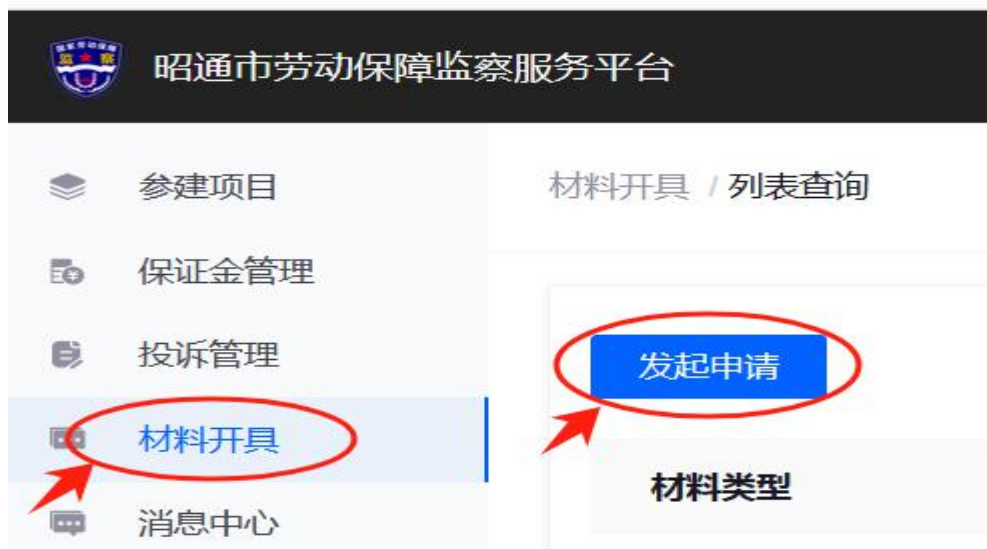 昭通市劳动保障监察服务平台
参建项目
保证金管理
投诉管理
材料开具
消息中心
材料开具 / 列表查询
发起申请
材料类型